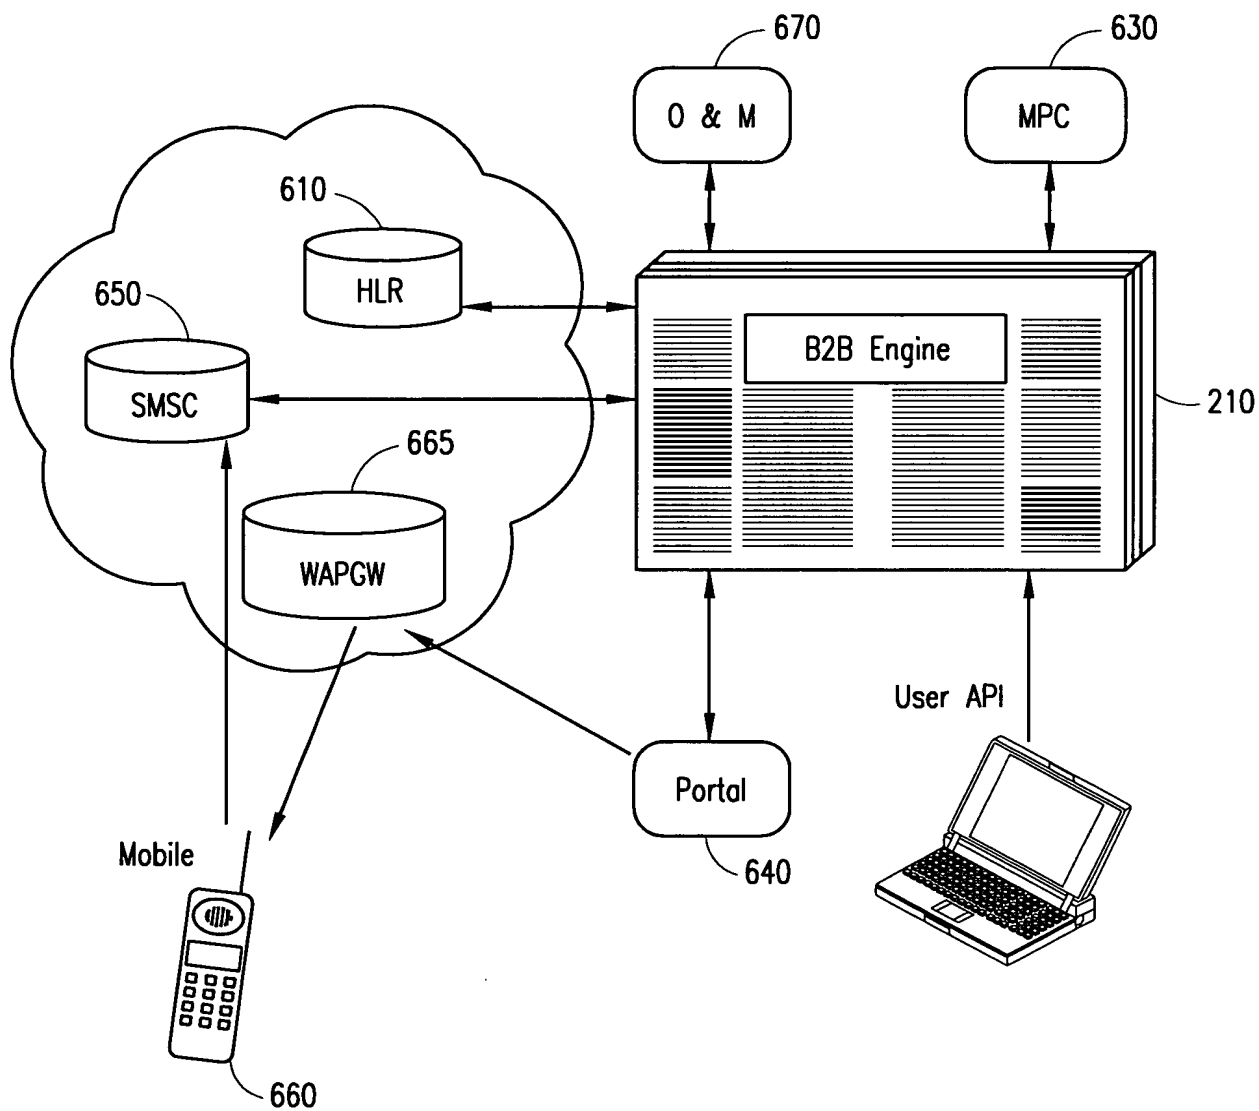 670
630
O & M
MPC
610
HLR
650
SMSC
B2B Engine
210
665
WAPGW
User API
Portal
Mobile
640
660